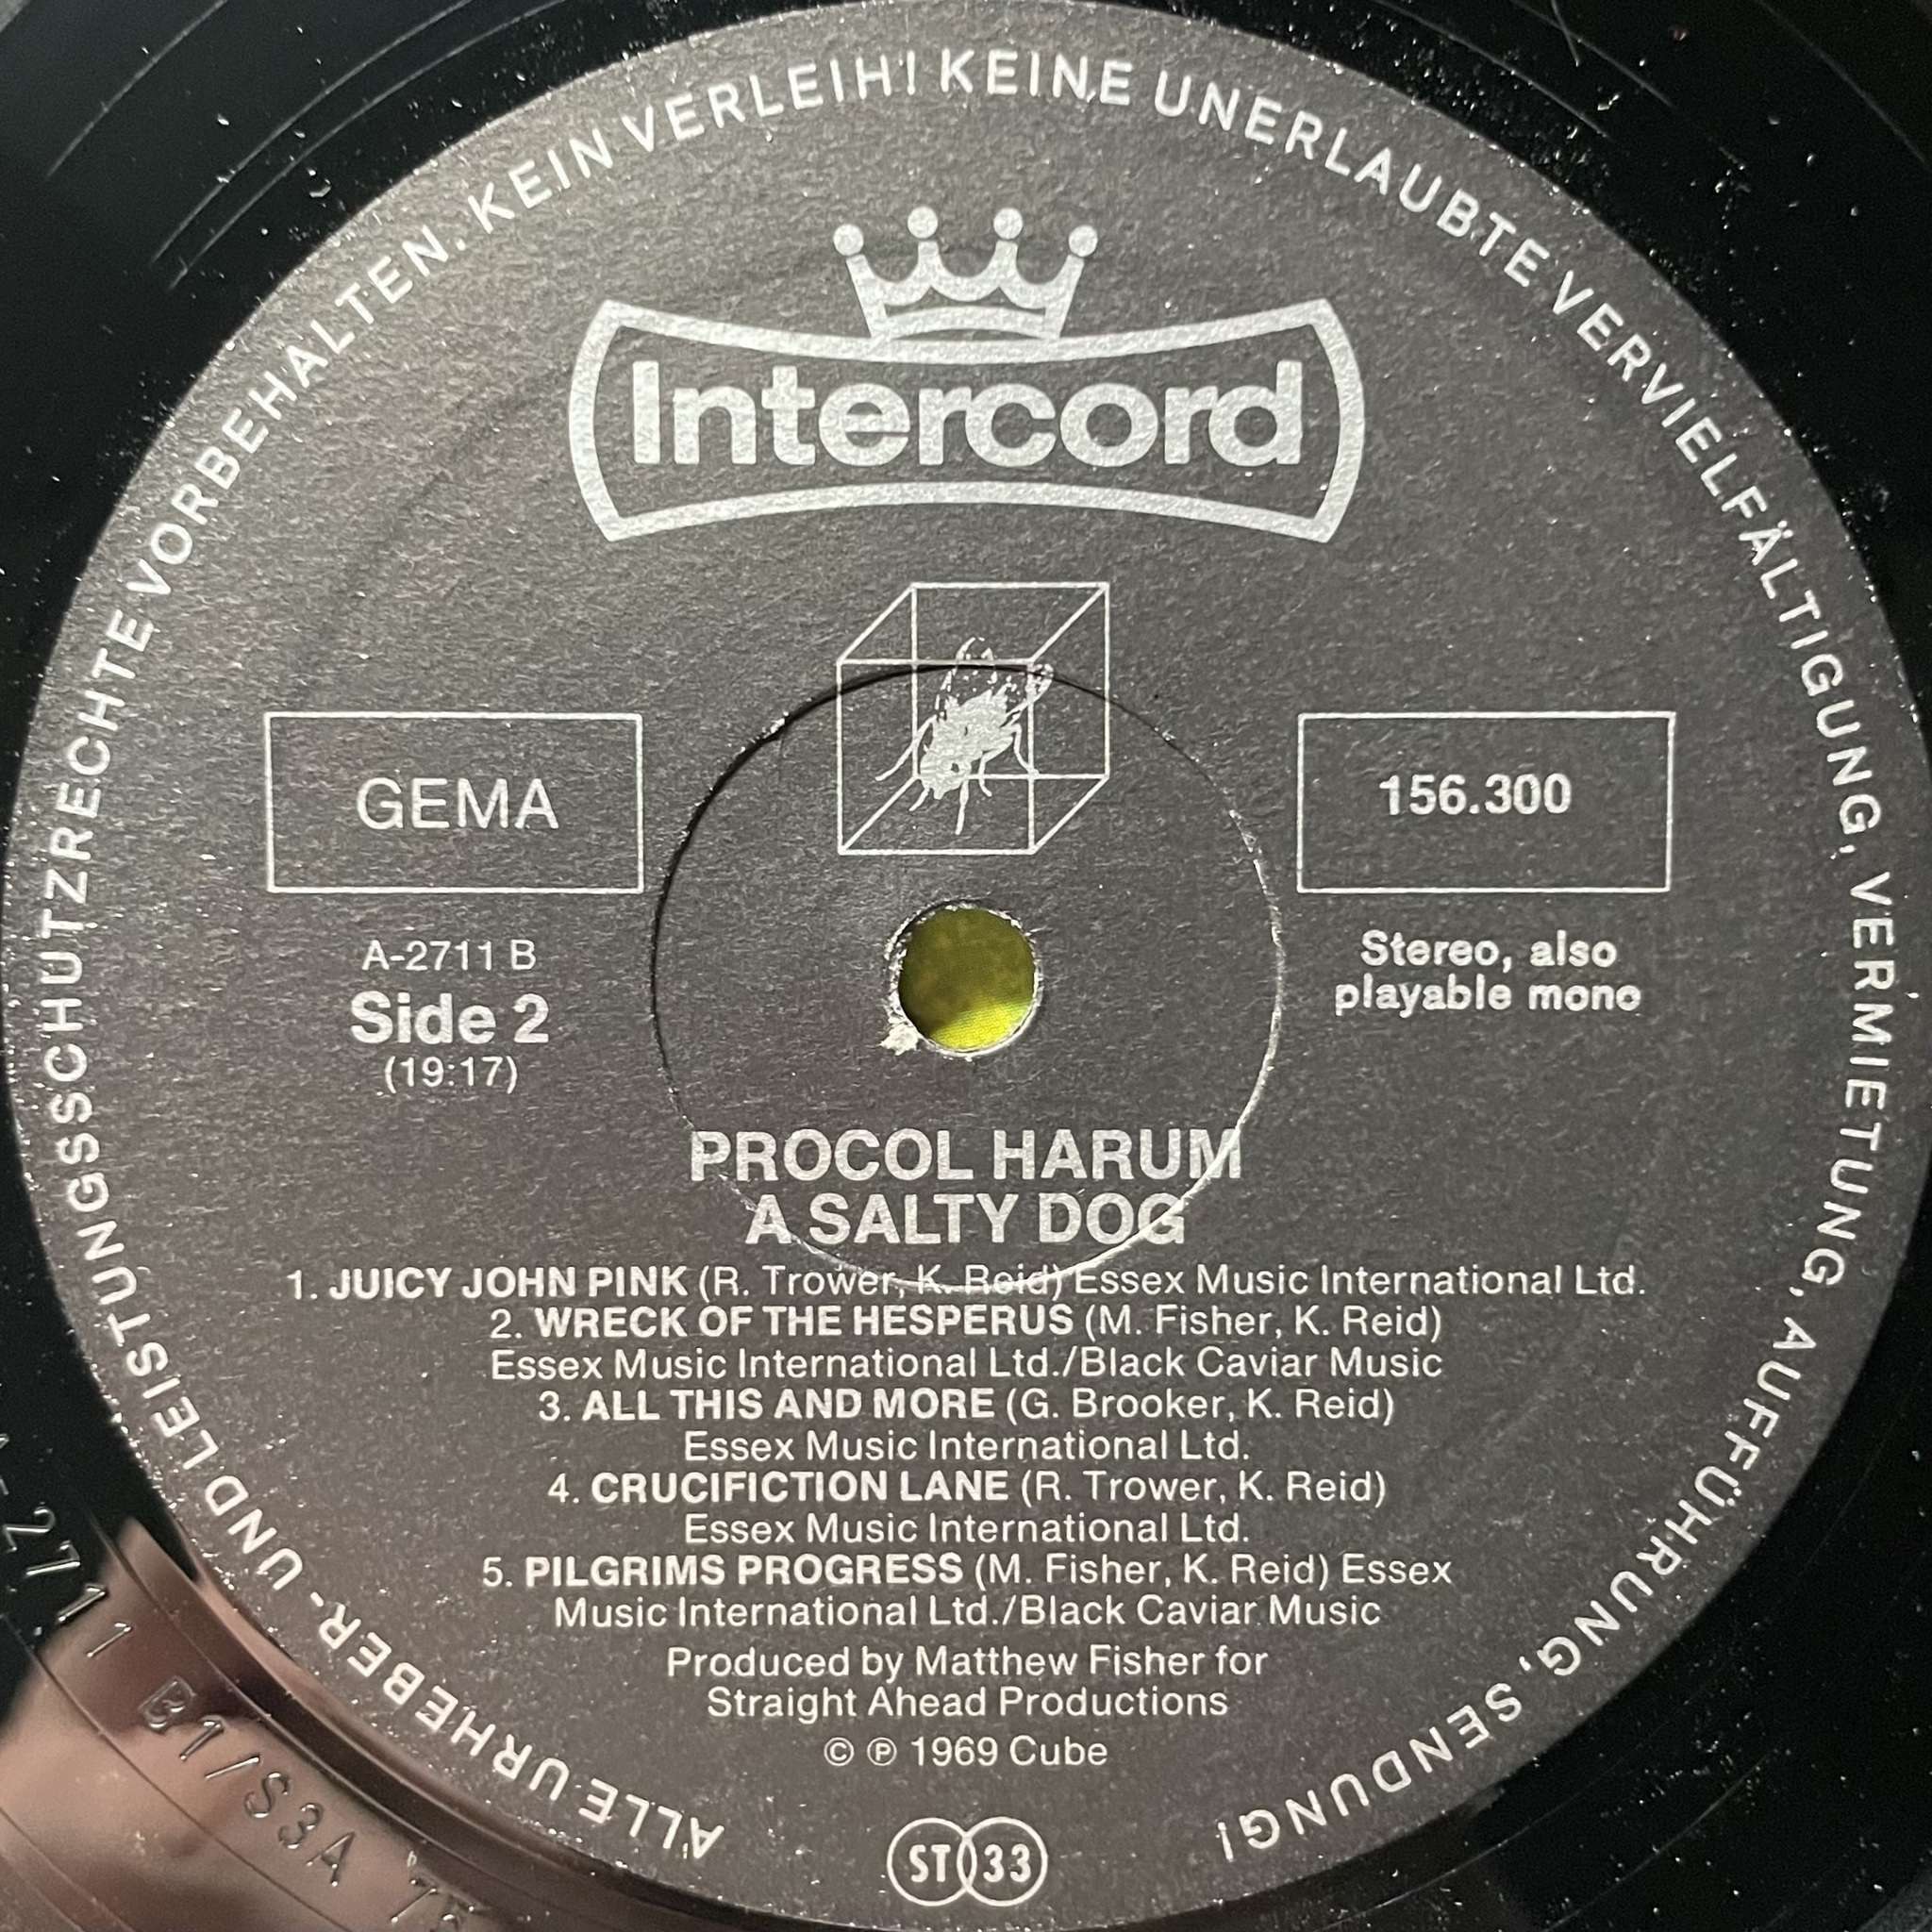 ALLE URHEBER- UND LEISTUNGSSCHUTZRECHTE VORBEHALTEN. KEIN VERLEIH! KEINE UNERLAUBTE VERVIELFÄLTIGUNG, VERMIETUNG, AUFFÜHRUNG, SENDUNG!
Intercord
GEMA
156.300
A-2711 B
Side 2
(19:17)
Stereo, also
playable mono
PROCOL HARUM
A SALTY DOG
1. JUICY JOHN PINK (R. Trower, K. Reid) Essex Music International Ltd.
2. WRECK OF THE HESPERUS (M. Fisher, K. Reid)
Essex Music International Ltd./Black Caviar Music
3. ALL THIS AND MORE (G. Brooker, K. Reid)
Essex Music International Ltd.
4. CRUCIFICTION LANE (R. Trower, K. Reid)
Essex Music International Ltd.
5. PILGRIMS PROGRESS (M. Fisher, K. Reid) Essex
Music International Ltd./Black Caviar Music
Produced by Matthew Fisher for
Straight Ahead Productions
© ℗ 1969 Cube
ST 33
2711 B1/S3A